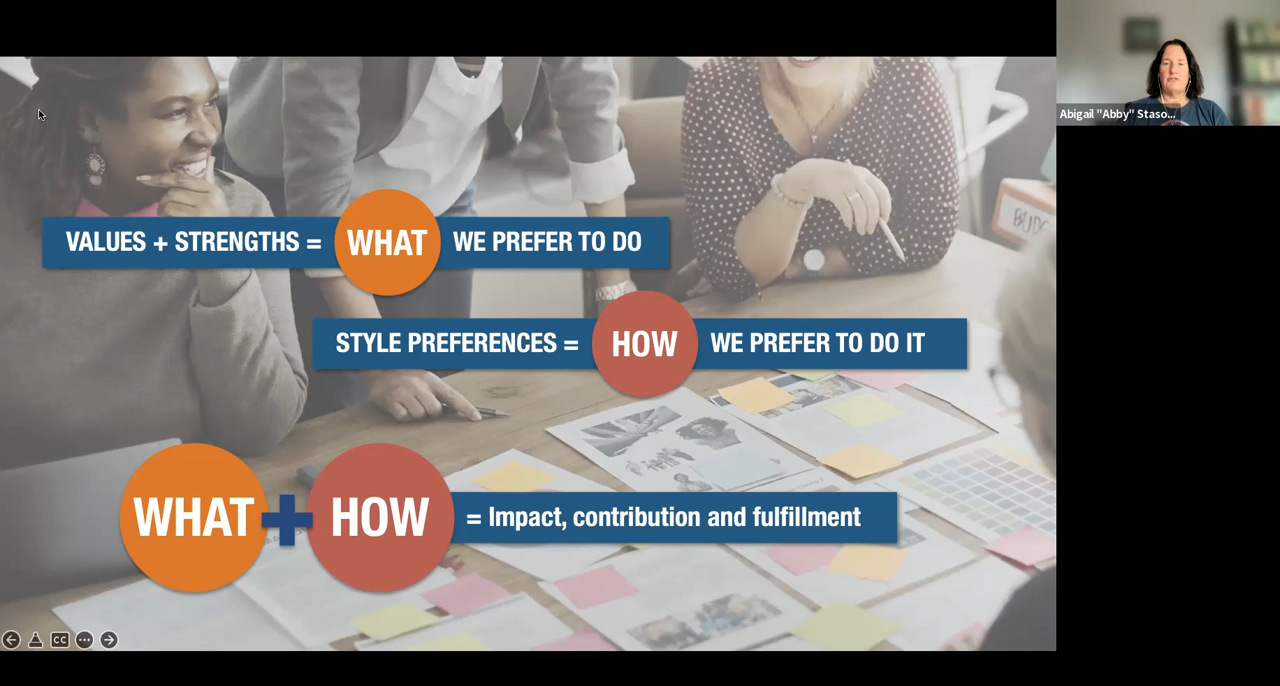 Abigail "Abby" Staso...
VALUES + STRENGTHS = WHAT WE PREFER TO DO
BUDG
STYLE PREFERENCES = HOW WE PREFER TO DO IT
WHAT + HOW = Impact, contribution and fulfillment
CC